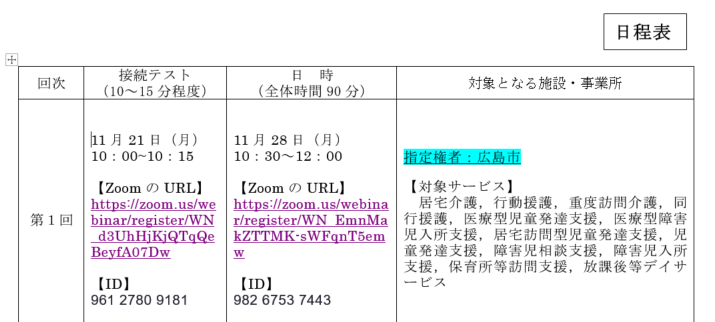 日程表
回次
接続テスト
（10～15 分程度）
日　時
（全体時間 90 分）
対象となる施設・事業所
第１回
11 月 21 日（月）
10：00~10：15
【Zoom の URL】
https://zoom.us/we
binar/register/WN
_d3UhHjKjQTqQe
BeyfA07Dw
【ID】
961 2780 9181
11 月 28 日（月）
10：30～12：00
【Zoom の URL】
https://zoom.us/webina
r/register/WN_EmnMa
kZTTMK-sWFqnT5em
w
【ID】
982 6753 7443
指定権者：広島市
【対象サービス】
居宅介護，行動援護，重度訪問介護，同
行援護，医療型児童発達支援，医療型障害
児入所支援，居宅訪問型児童発達支援，児
童発達支援，障害児相談支援，障害児入所
支援，保育所等訪問支援，放課後等デイサ
ービス